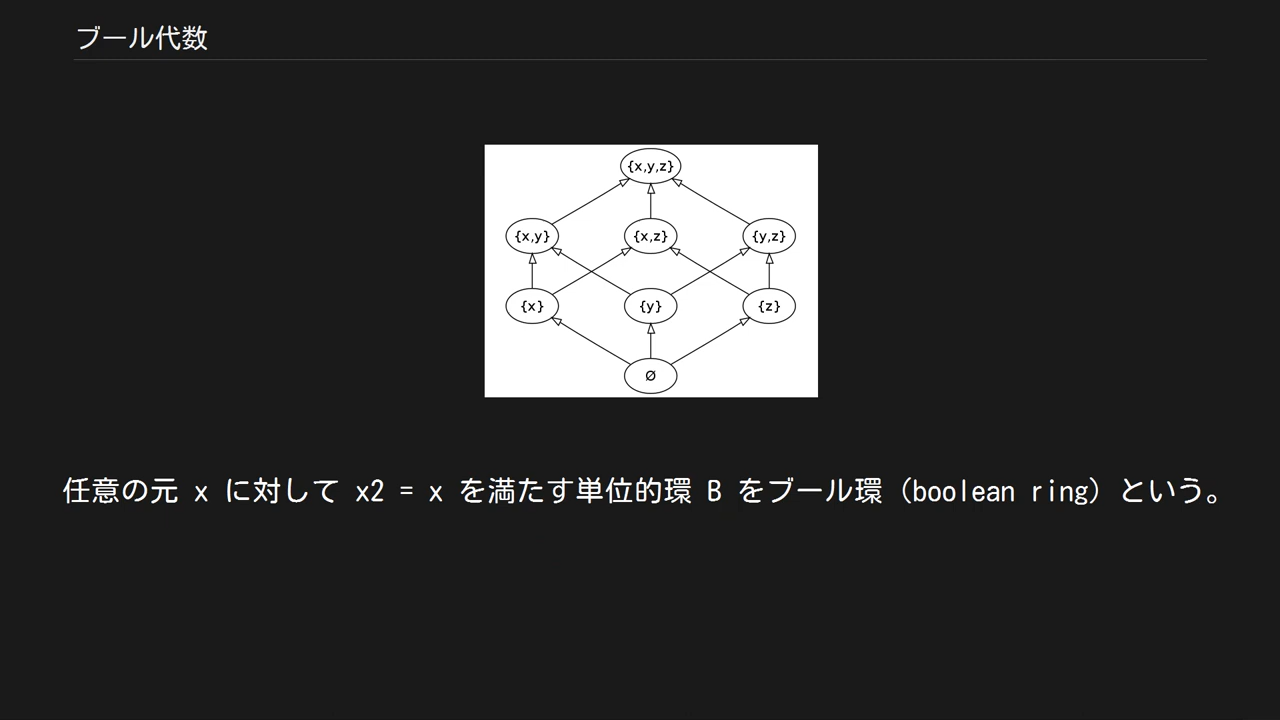 ブール代数
{x,y,z}
{x,y} {x,z} {y,z}
{x} {y} {z}
Ø
任意の元 x に対して x2 = x を満たす単位的環 B をブール環（boolean ring）という。